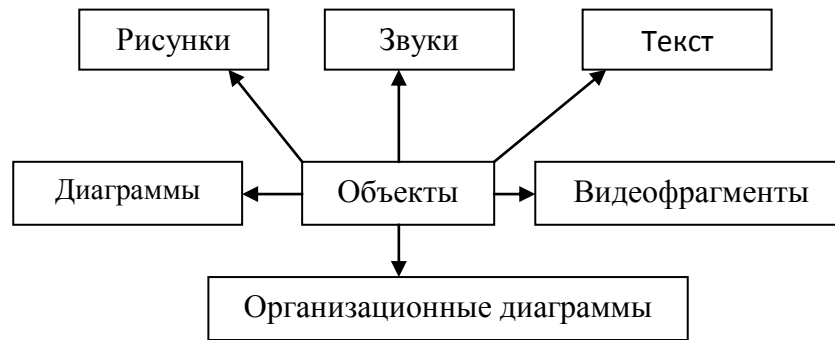 Рисунки
Звуки
Текст
Диаграммы
Объекты
Видеофрагменты
Организационные диаграммы